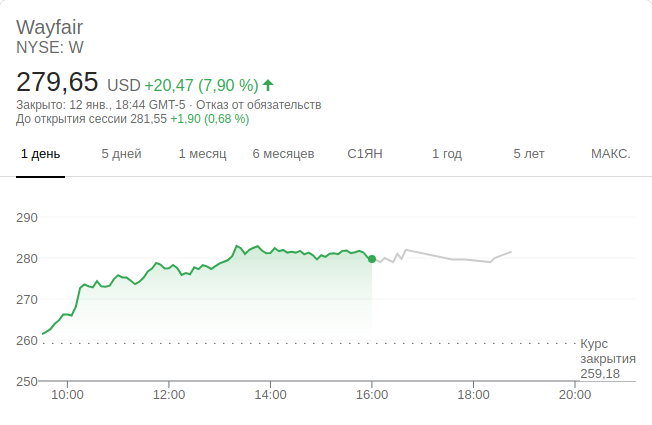 Wayfair
NYSE: W
279,65 USD +20,47 (7,90 %)
Закрыто: 12 янв., 18:44 GMT-5 · Отказ от обязательств
До открытия сессии 281,55 +1,90 (0,68 %)
1 день 5 дней 1 месяц 6 месяцев С1ЯН 1 год 5 лет МАКС.
290
280
270
260
250
Курс
закрытия
259,18
10:00 12:00 14:00 16:00 18:00 20:00